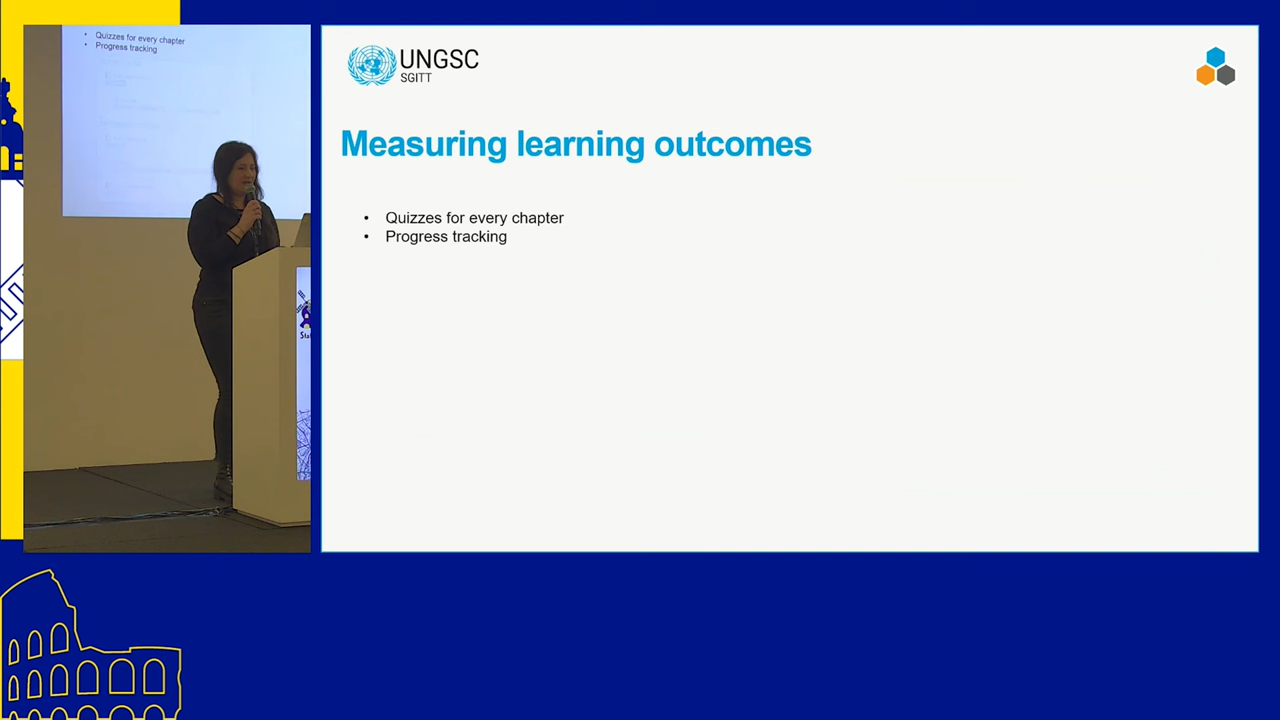 Quizzes for every chapter
Progress tracking
UNGSC
SGITT
Measuring learning outcomes
• Quizzes for every chapter
• Progress tracking